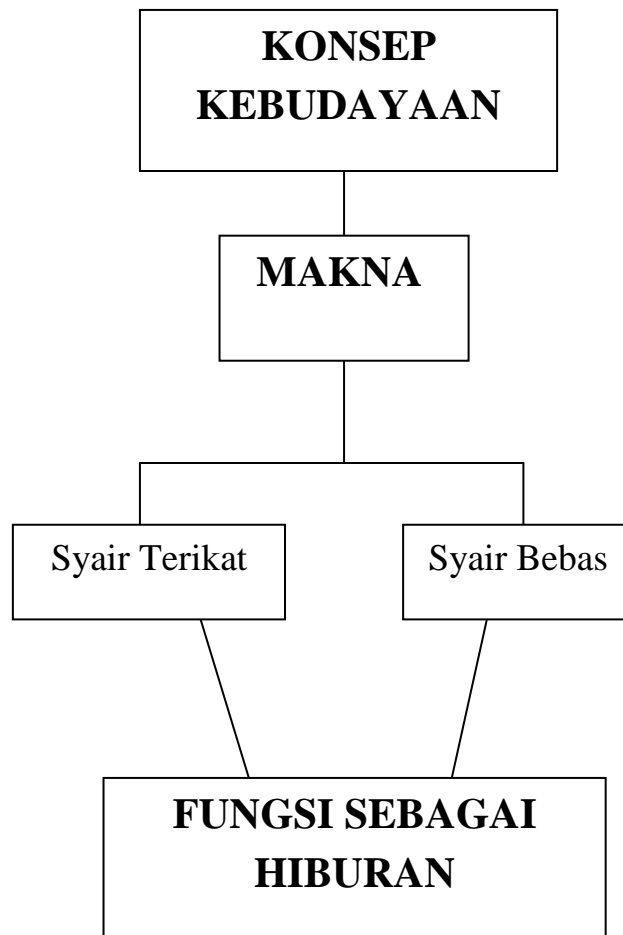 KONSEP
KEBUDAYAAN
MAKNA
Syair Terikat
Syair Bebas
FUNGSI SEBAGAI
HIBURAN